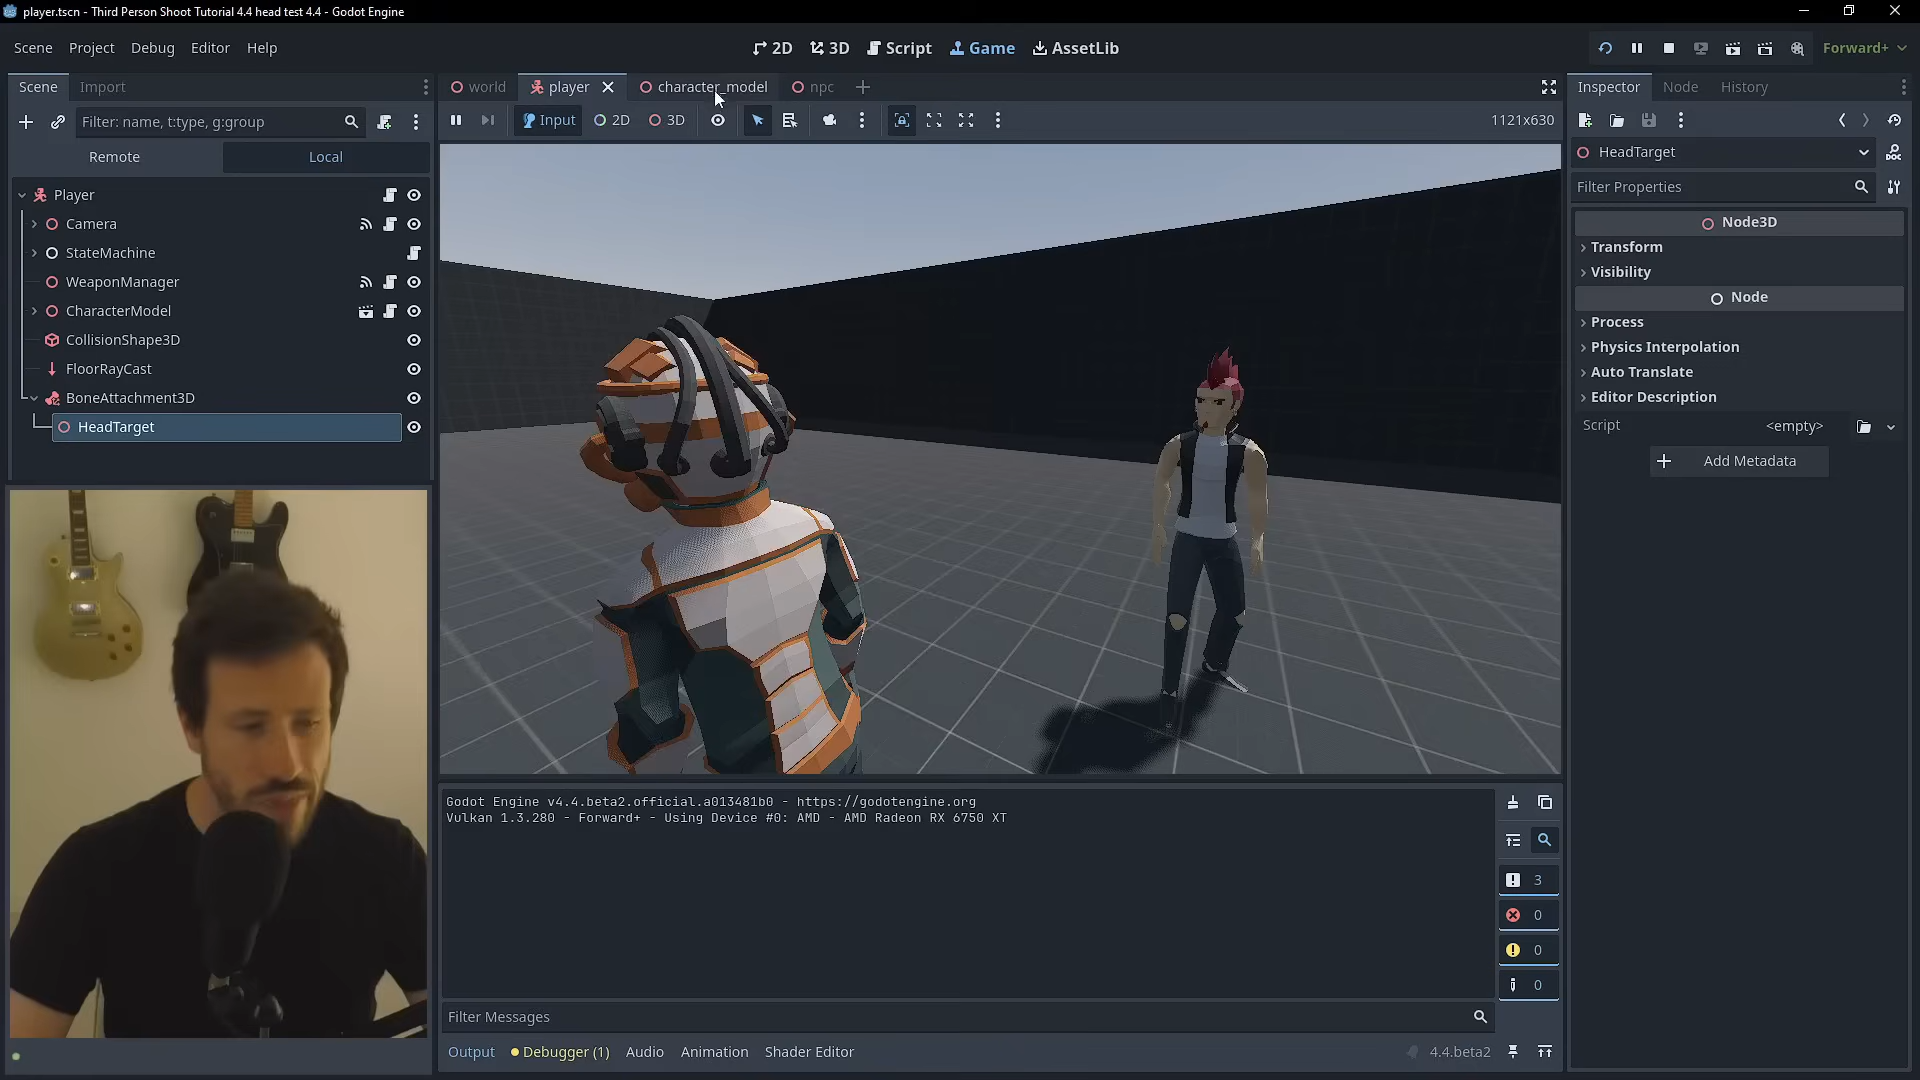 player.tscn - Third Person Shoot Tutorial 4.4 head test 4.4 - Godot Engine
Scene Project Debug Editor Help
2D 3D Script Game AssetLib
Forward+
Scene Import
world player character_model npc
Inspector Node History
Filter: name, t:type, g:group
Input 2D 3D
1121x630
Remote Local
HeadTarget
Filter Properties
Player
Camera
StateMachine
WeaponManager
CharacterModel
CollisionShape3D
FloorRayCast
BoneAttachment3D
HeadTarget
Node3D
Transform
Visibility
Node
Process
Physics Interpolation
Auto Translate
Editor Description
Script <empty>
Add Metadata
Godot Engine v4.4.beta2.official.a013481b0 - https://godotengine.org
Vulkan 1.3.280 - Forward+ - Using Device #0: AMD - AMD Radeon RX 6750 XT
3
0
0
0
Filter Messages
Output Debugger (1) Audio Animation Shader Editor
4.4.beta2